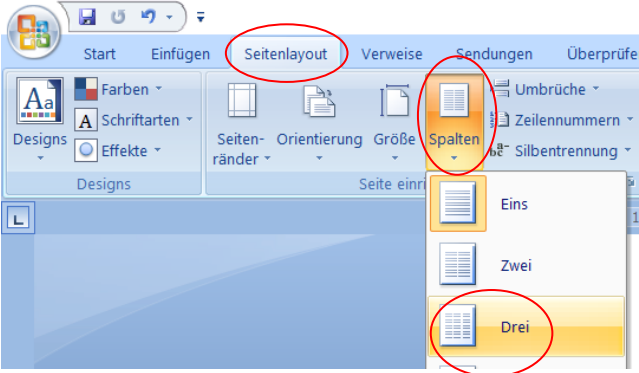 Start Einfügen Seitenlayout Verweise Sendungen Überprüfe
Aa Farben
A Schriftarten
Designs Effekte
Designs
Seiten-
ränder Orientierung Größe Spalten
Umbrüche
Zeilennummern
Silbentrennung
Seite einri
L 1
Eins
Zwei
Drei